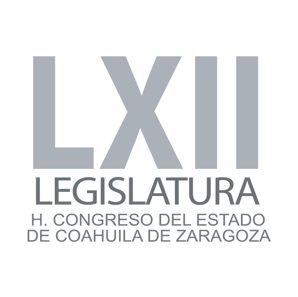 LXII
LEGISLATURA
H. CONGRESO DEL ESTADO
DE COAHUILA DE ZARAGOZA